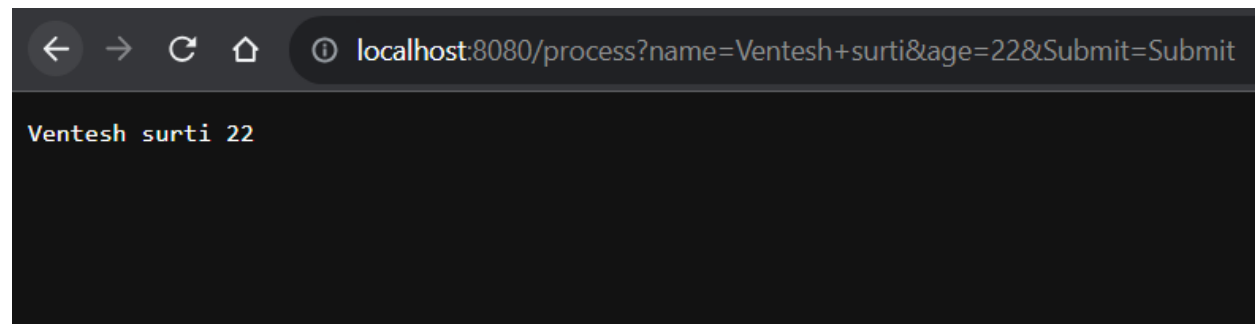 localhost:8080/process?name=Ventesh+surti&age=22&Submit=Submit
Ventesh surti 22